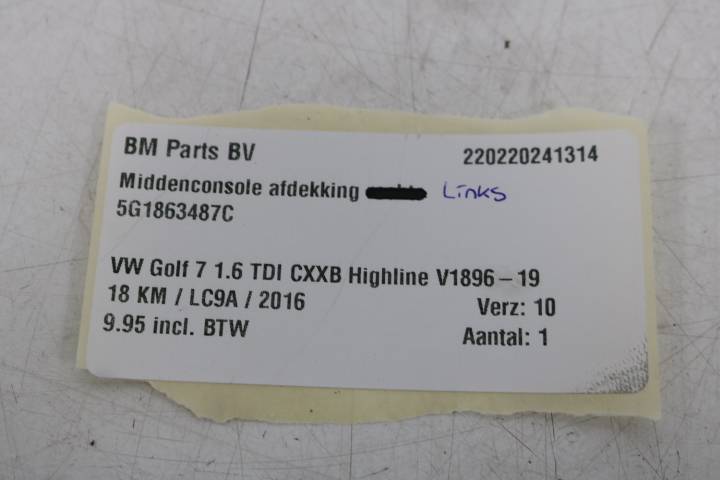 BM Parts BV 220220241314
Middenconsole afdekking Links
5G1863487C
VW Golf 7 1.6 TDI CXXB Highline V1896 - 19
18 KM / LC9A / 2016 Verz: 10
9.95 incl. BTW Aantal: 1